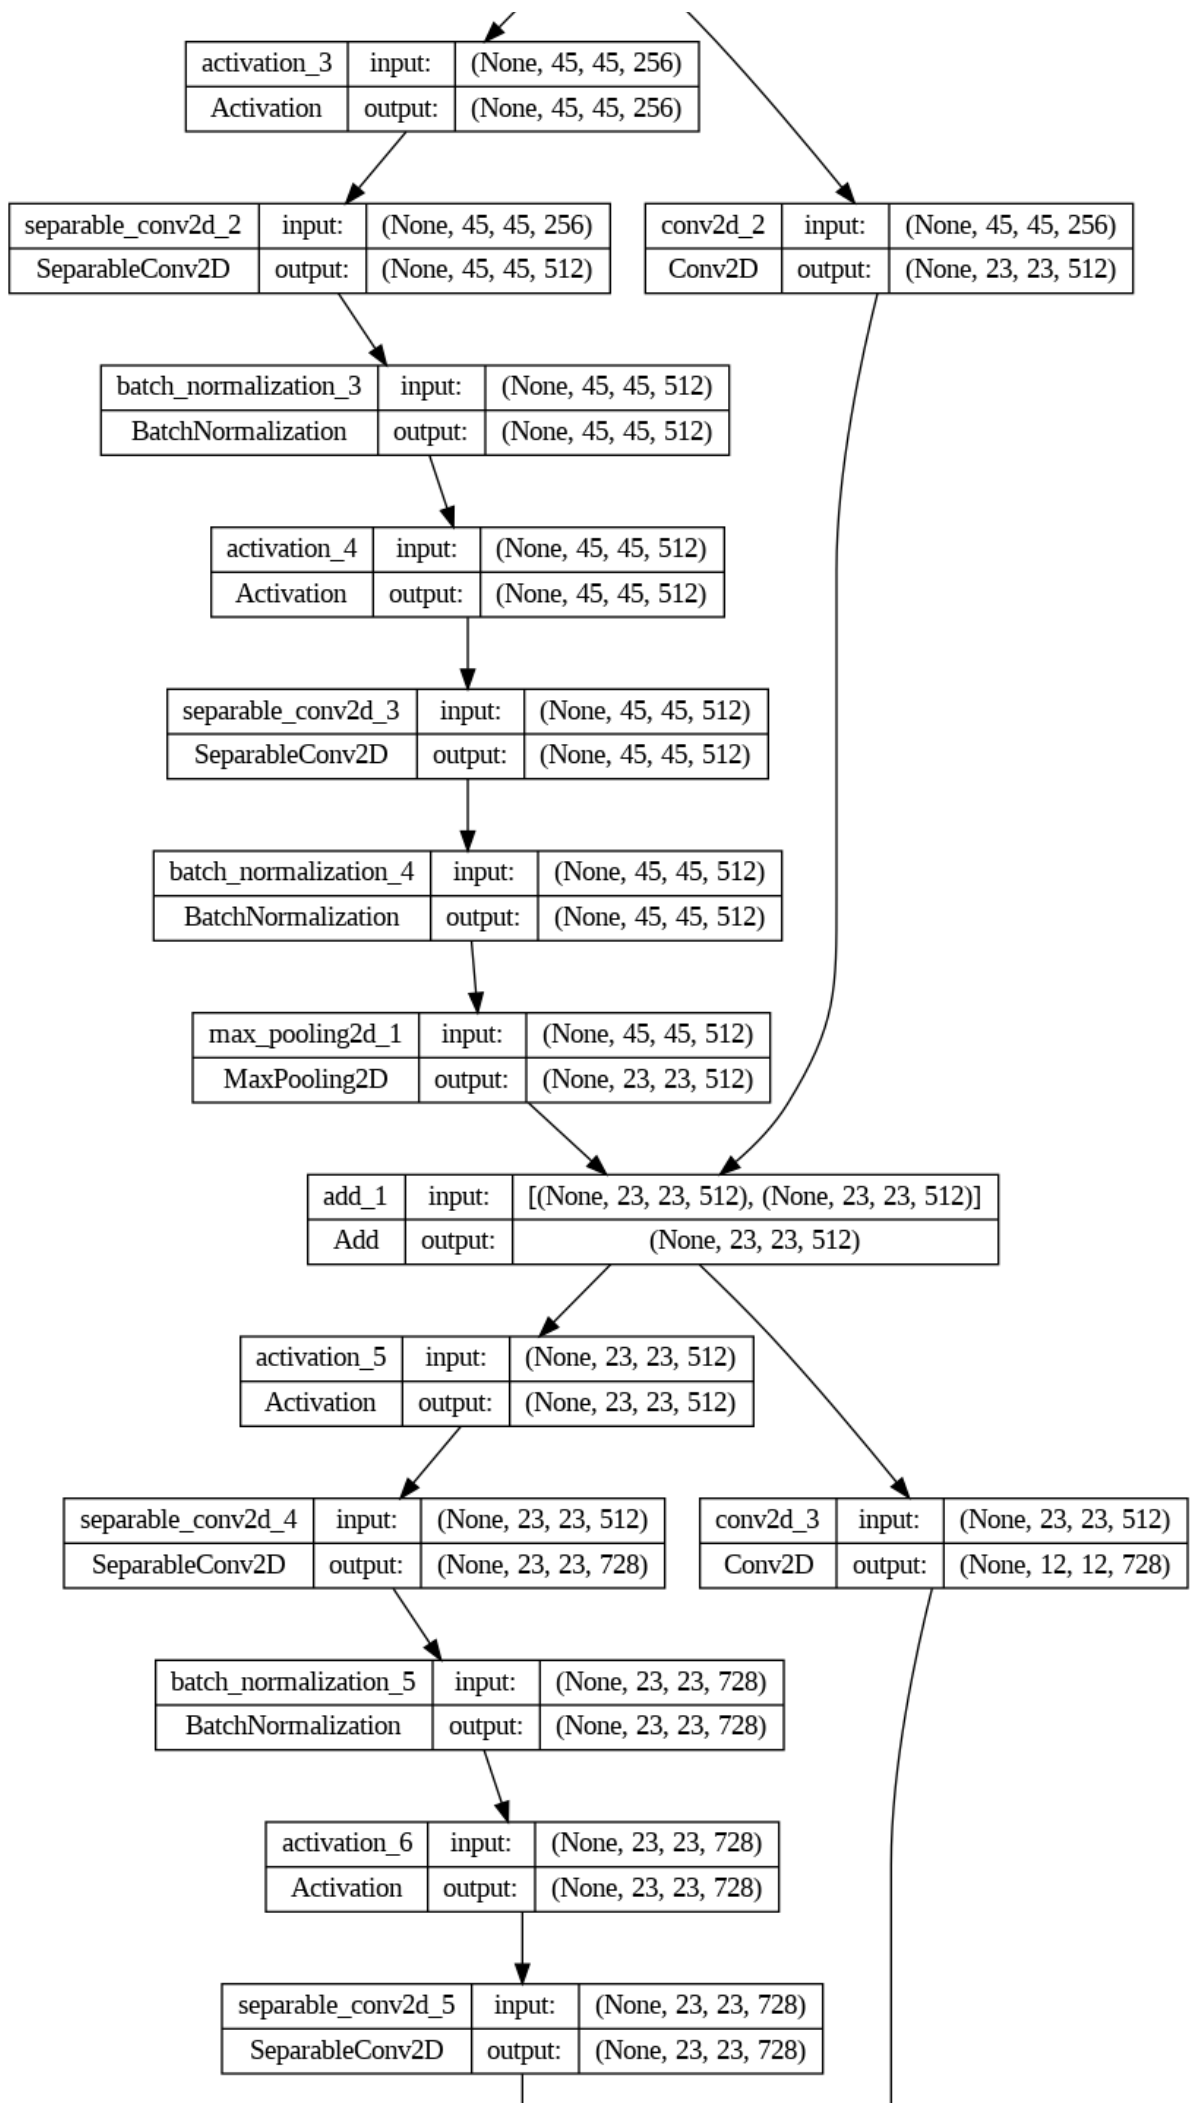 activation_3 input: (None, 45, 45, 256)
Activation output: (None, 45, 45, 256)
separable_conv2d_2 input: (None, 45, 45, 256)
SeparableConv2D output: (None, 45, 45, 512)
conv2d_2 input: (None, 45, 45, 256)
Conv2D output: (None, 23, 23, 512)
batch_normalization_3 input: (None, 45, 45, 512)
BatchNormalization output: (None, 45, 45, 512)
activation_4 input: (None, 45, 45, 512)
Activation output: (None, 45, 45, 512)
separable_conv2d_3 input: (None, 45, 45, 512)
SeparableConv2D output: (None, 45, 45, 512)
batch_normalization_4 input: (None, 45, 45, 512)
BatchNormalization output: (None, 45, 45, 512)
max_pooling2d_1 input: (None, 45, 45, 512)
MaxPooling2D output: (None, 23, 23, 512)
add_1 input: [(None, 23, 23, 512), (None, 23, 23, 512)]
Add output: (None, 23, 23, 512)
activation_5 input: (None, 23, 23, 512)
Activation output: (None, 23, 23, 512)
separable_conv2d_4 input: (None, 23, 23, 512)
SeparableConv2D output: (None, 23, 23, 728)
conv2d_3 input: (None, 23, 23, 512)
Conv2D output: (None, 12, 12, 728)
batch_normalization_5 input: (None, 23, 23, 728)
BatchNormalization output: (None, 23, 23, 728)
activation_6 input: (None, 23, 23, 728)
Activation output: (None, 23, 23, 728)
separable_conv2d_5 input: (None, 23, 23, 728)
SeparableConv2D output: (None, 23, 23, 728)